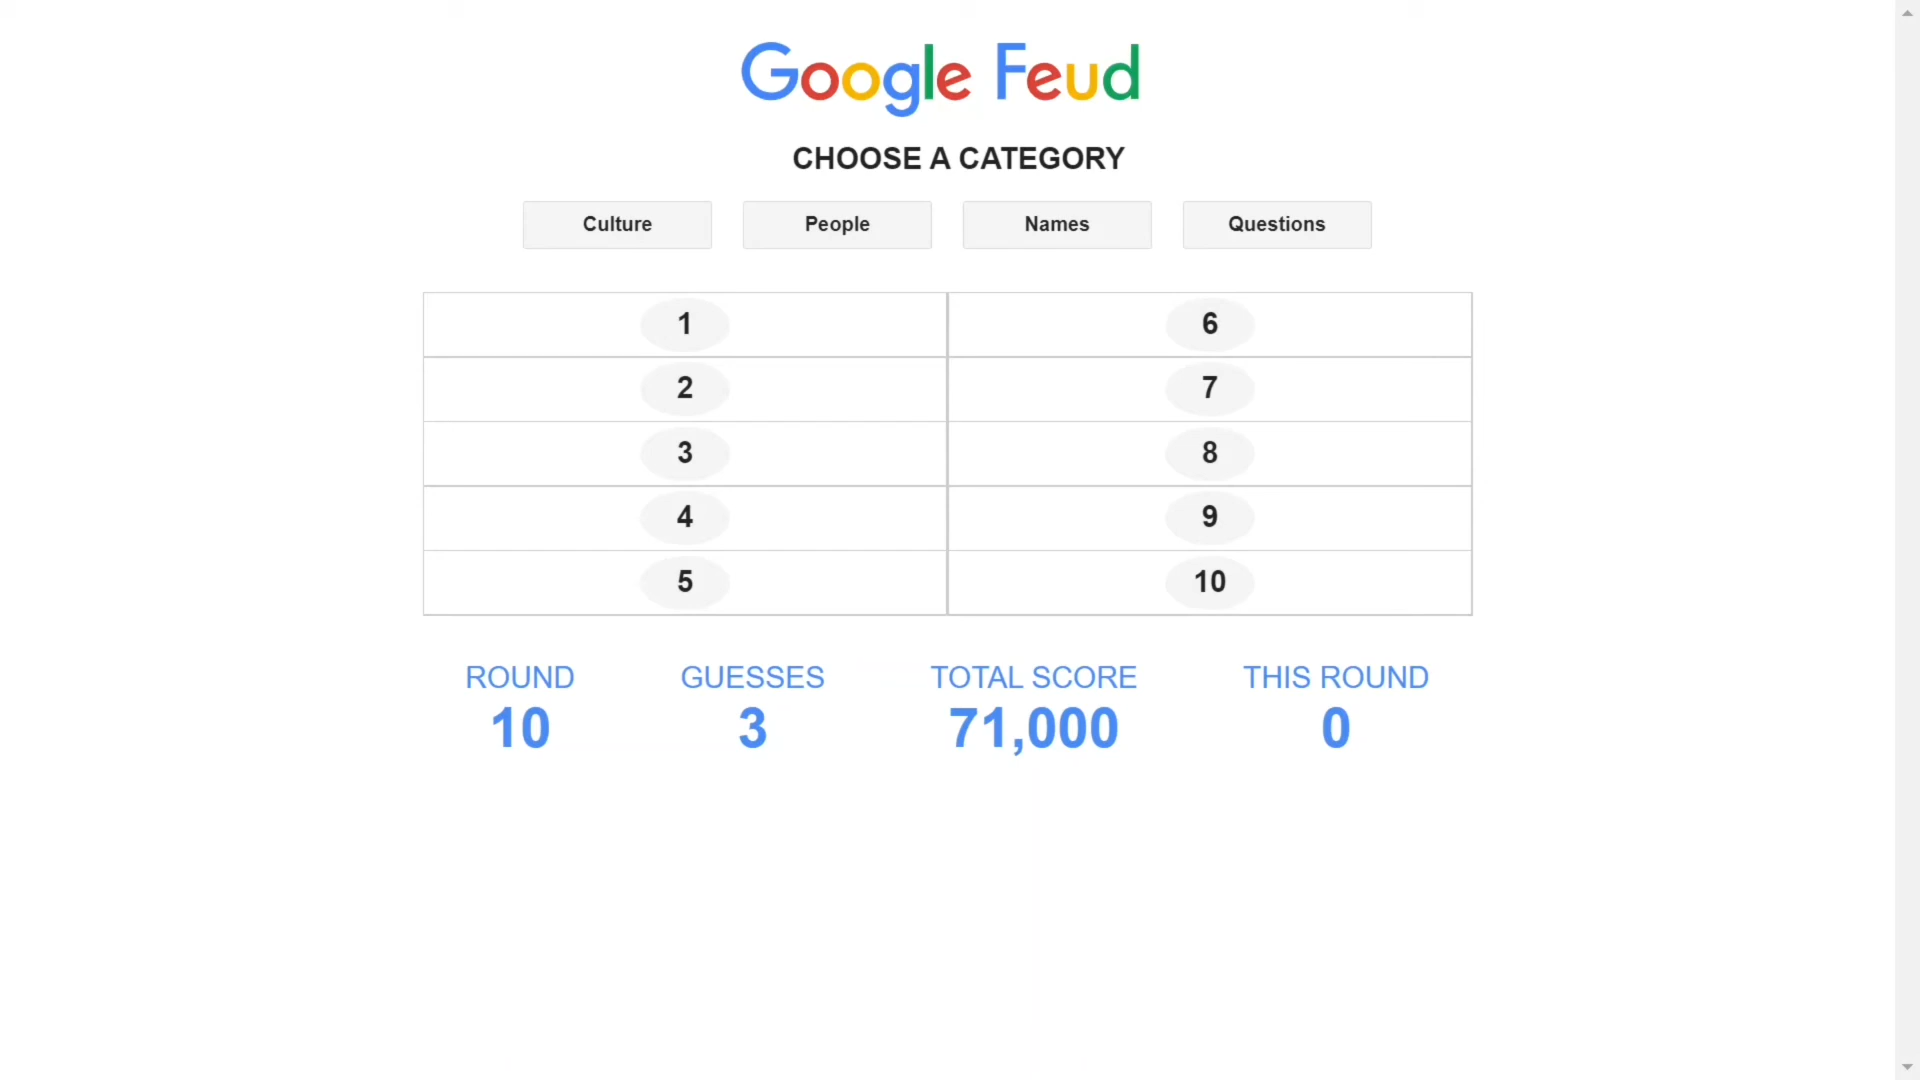 Google Feud
CHOOSE A CATEGORY
Culture People Names Questions
1 6
2 7
3 8
4 9
5 10
ROUND GUESSES TOTAL SCORE THIS ROUND
10 3 71,000 0